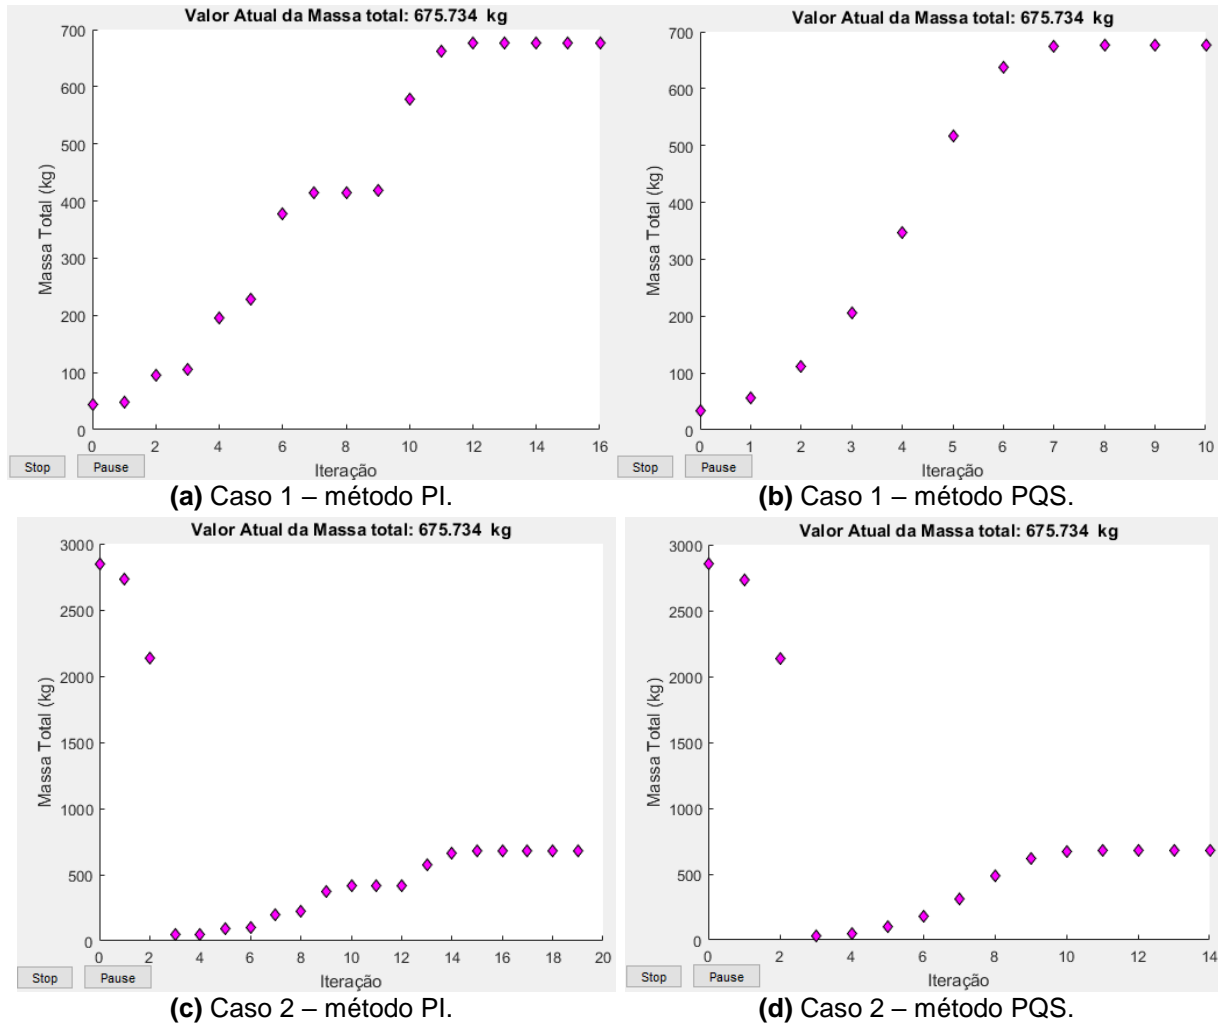 Valor Atual da Massa total: 675.734 kg
700
600
500
400
300
200
100
0
Massa Total (kg)
0 2 4 6 8 10 12 14 16
Iteração
Stop Pause
(a) Caso 1 – método PI.
Valor Atual da Massa total: 675.734 kg
700
600
500
400
300
200
100
0
Massa Total (kg)
0 1 2 3 4 5 6 7 8 9 10
Iteração
Stop Pause
(b) Caso 1 – método PQS.
Valor Atual da Massa total: 675.734 kg
3000
2500
2000
1500
1000
500
0
Massa Total (kg)
0 2 4 6 8 10 12 14 16 18 20
Iteração
Stop Pause
(c) Caso 2 – método PI.
Valor Atual da Massa total: 675.734 kg
3000
2500
2000
1500
1000
500
0
Massa Total (kg)
0 2 4 6 8 10 12 14
Iteração
Stop Pause
(d) Caso 2 – método PQS.